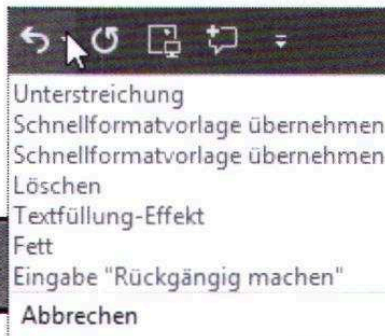 Unterstreichung
Schnellformatvorlage übernehmen
Schnellformatvorlage übernehmen
Löschen
Textfüllung-Effekt
Fett
Eingabe "Rückgängig machen"
Abbrechen